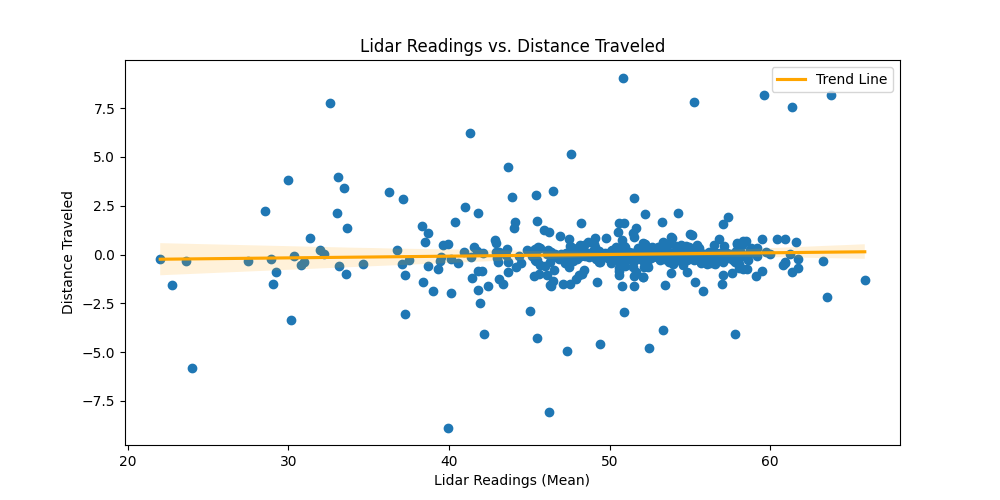 Lidar Readings vs. Distance Traveled
Trend Line
7.5
5.0
2.5
0.0
−2.5
−5.0
−7.5
Distance Traveled
20 30 40 50 60
Lidar Readings (Mean)